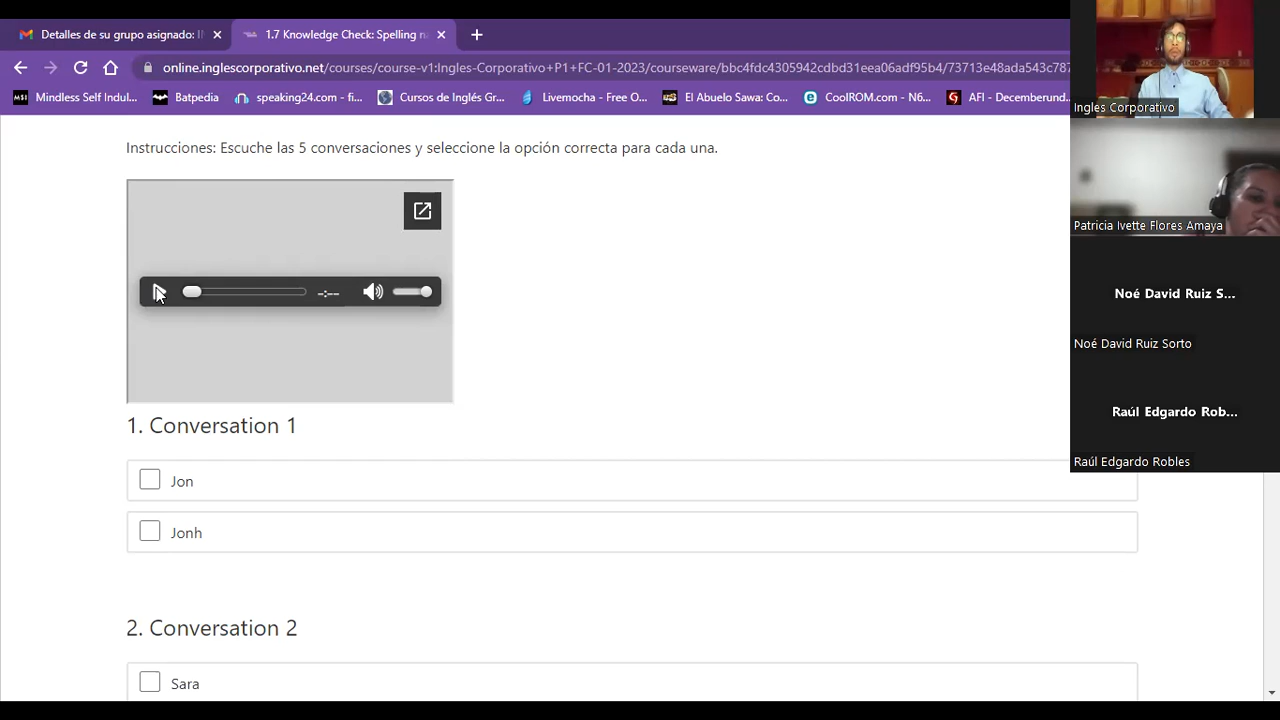 Detalles de su grupo asignado: I
1.7 Knowledge Check: Spelling n
online.inglescorporativo.net/courses/course-v1:Ingles-Corporativo+P1+FC-01-2023/courseware/bbc4fdc4305942cdbd31eea06adf95b4/73713e48ada543c787
Mindless Self Indul...
Batpedia
speaking24.com - fi...
Cursos de Inglés Gr...
Livemocha - Free O...
El Abuelo Sawa: Co...
CoolROM.com - N6...
AFI - Decemberund...
Ingles Corporativo
Patricia Ivette Flores Amaya
Noé David Ruiz S...
Noé David Ruiz Sorto
Raúl Edgardo Rob...
Raúl Edgardo Robles
Instrucciones: Escuche las 5 conversaciones y seleccione la opción correcta para cada una.
-:--
1. Conversation 1
Jon
Jonh
2. Conversation 2
Sara